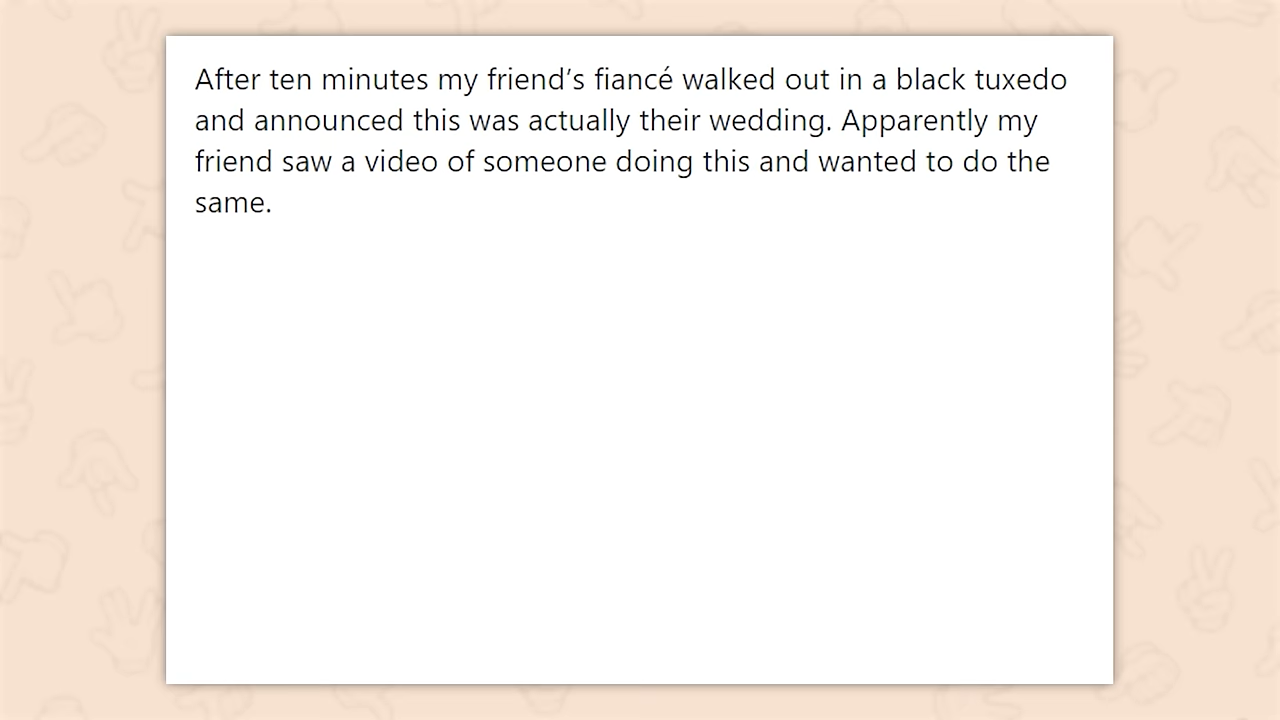 After ten minutes my friend’s fiancé walked out in a black tuxedo
and announced this was actually their wedding. Apparently my
friend saw a video of someone doing this and wanted to do the
same.